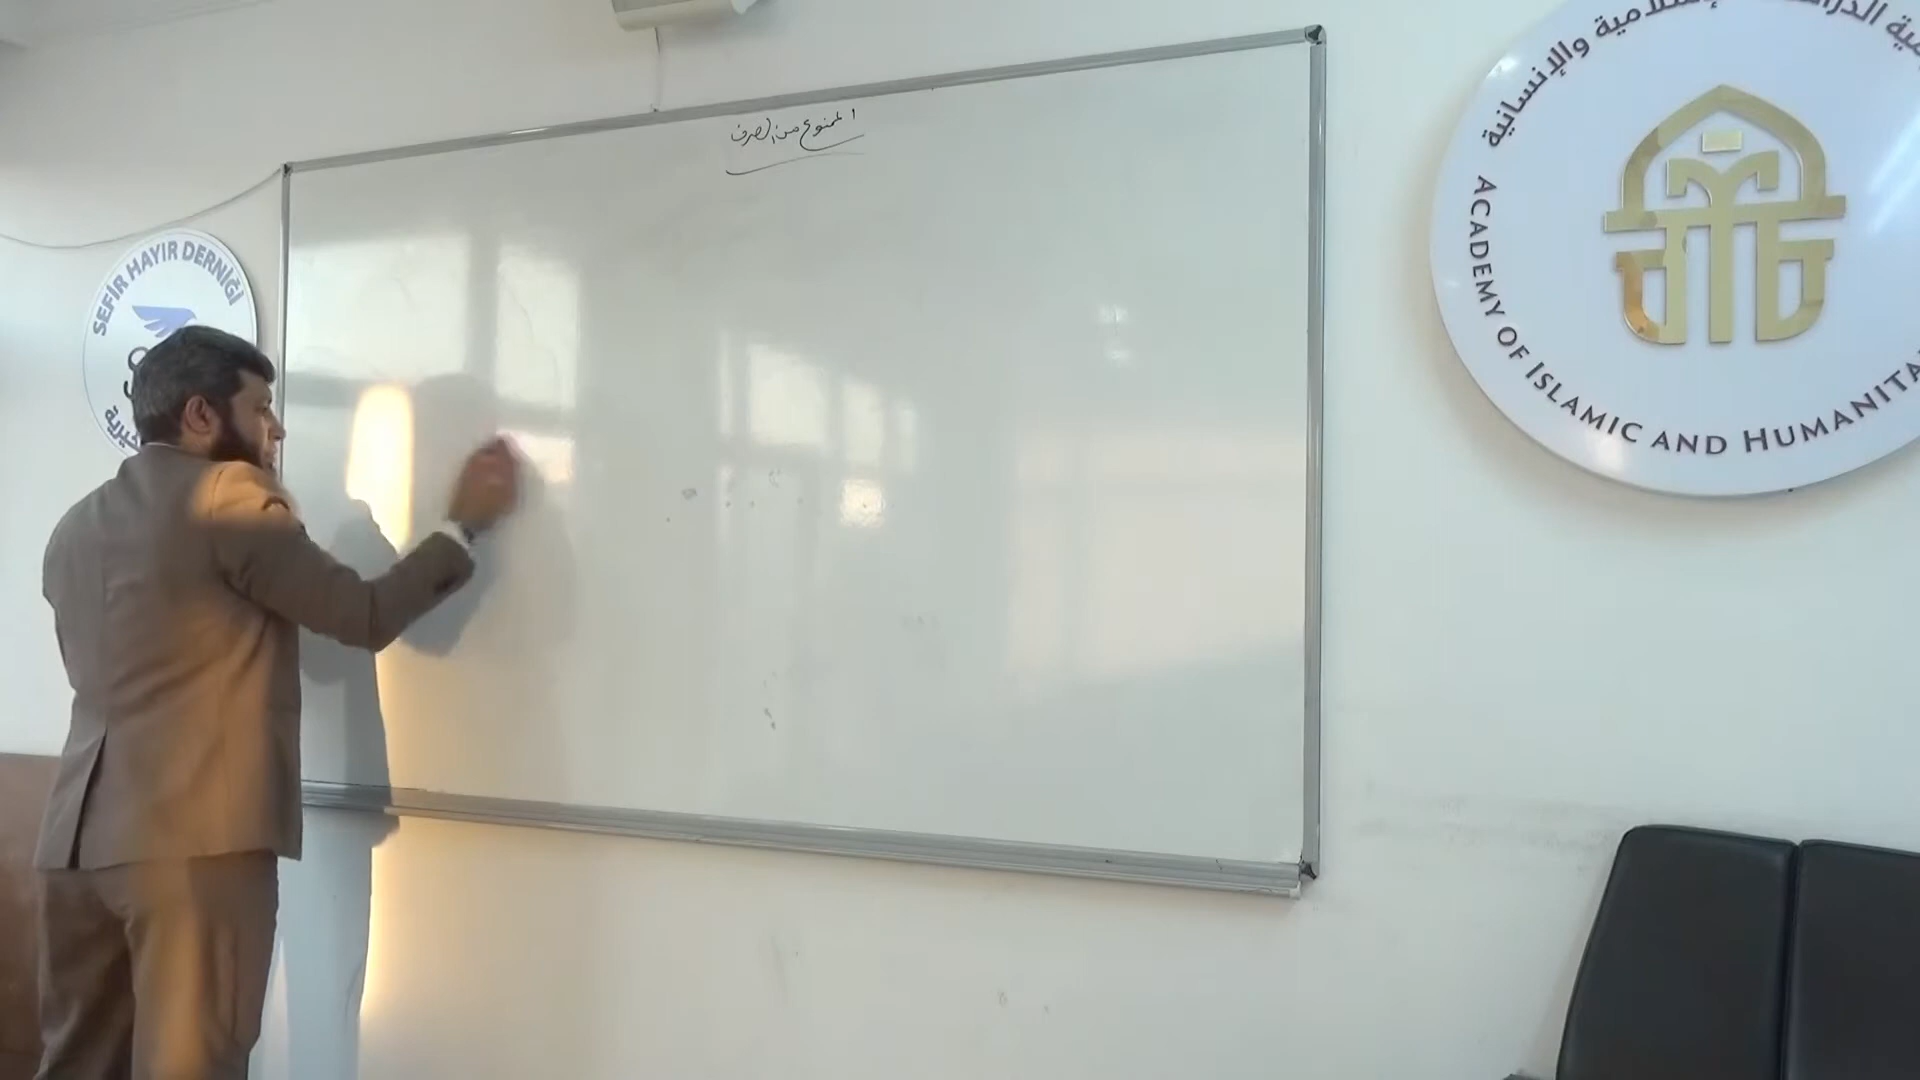 الممنوع من الصرف
SEFİR HAYIR DERNEĞİ
الإسلامية والإنسانية
ACADEMY OF ISLAMIC AND HUMANITA